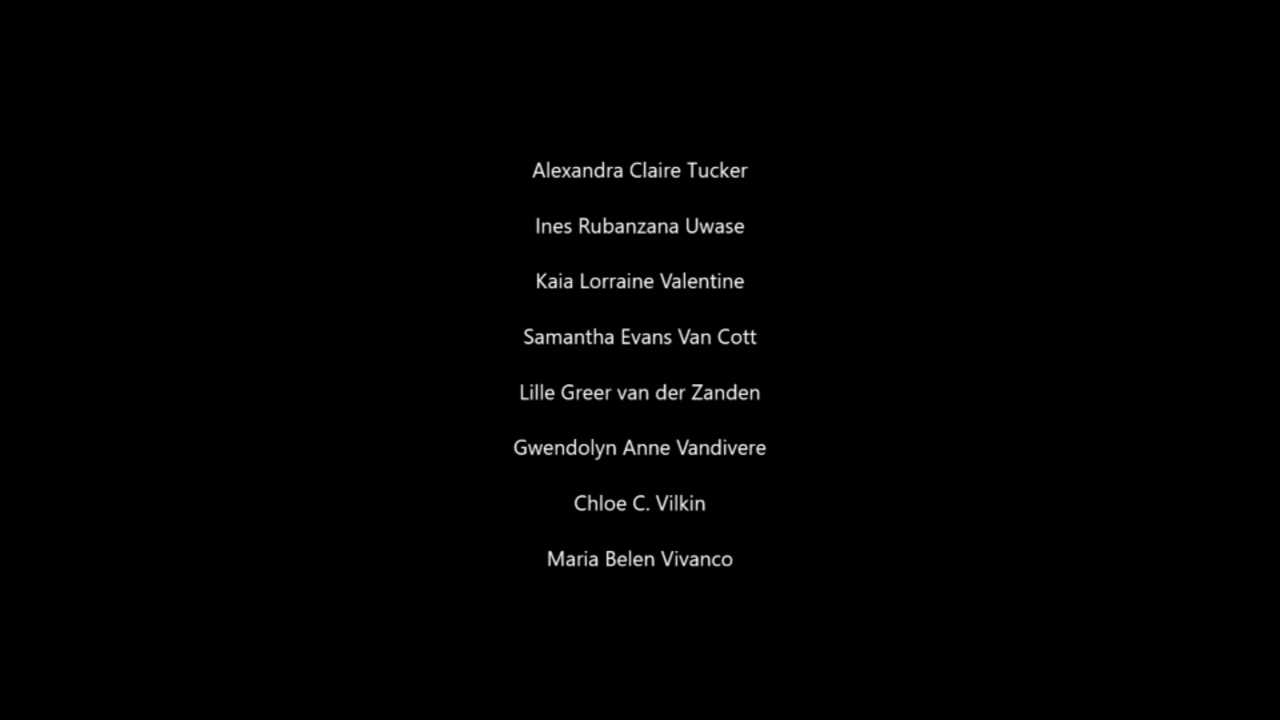 Alexandra Claire Tucker
Ines Rubanzana Uwase
Kaia Lorraine Valentine
Samantha Evans Van Cott
Lille Greer van der Zanden
Gwendolyn Anne Vandivere
Chloe C. Vilkin
Maria Belen Vivanco